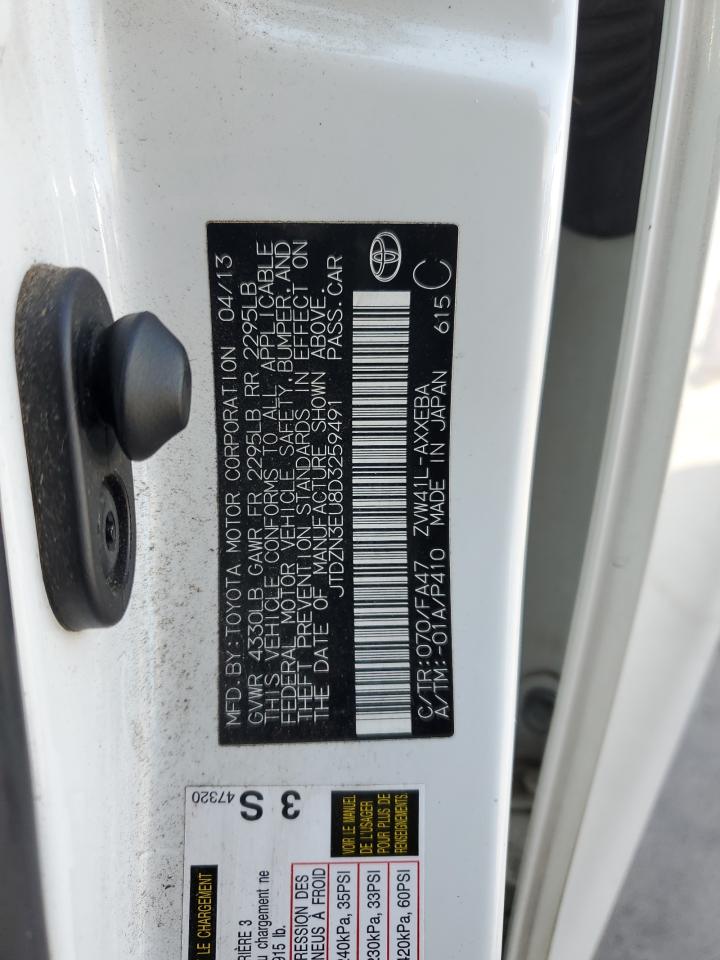 MFD. BY: TOYOTA MOTOR CORPORATION 04/13
GVWR 4330LB GAWR FR 2295LB RR 2295LB
THIS VEHICLE CONFORMS TO ALL APPLICABLE
FEDERAL MOTOR VEHICLE SAFETY, BUMPER, AND
THEFT PREVENTION STANDARDS IN EFFECT ON
THE DATE OF MANUFACTURE SHOWN ABOVE.
JTDZN3EU8D3259491 PASS. CAR
C/TR: 070/FA47 ZVW41L-AXXEBA 615 C
A/TM: -01A/P410 MADE IN JAPAN
47320
3 S
LE CHARGEMENT
VOIR LE MANUEL
DE L'USAGER
POUR PLUS DE
RENSEIGNEMENTS.
RIÈRE 3
u chargement ne
915 lb.
RESSION DES
NEUS À FROID
240kPa, 35PSI
230kPa, 33PSI
420kPa, 60PSI